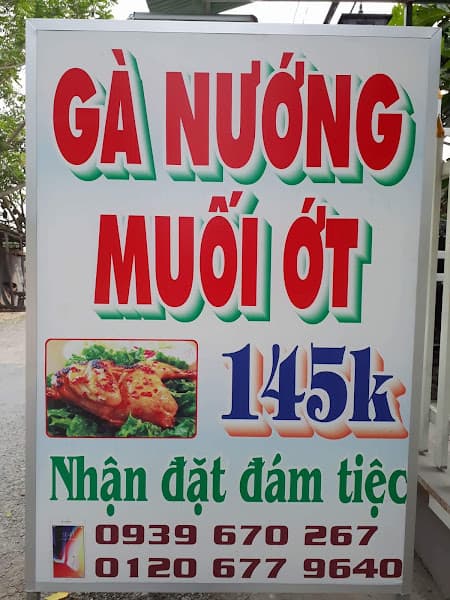 GÀ NƯỚNG
MUỐI ỚT
145k
Nhận đặt đám tiệc
0939 670 267
0120 677 9640